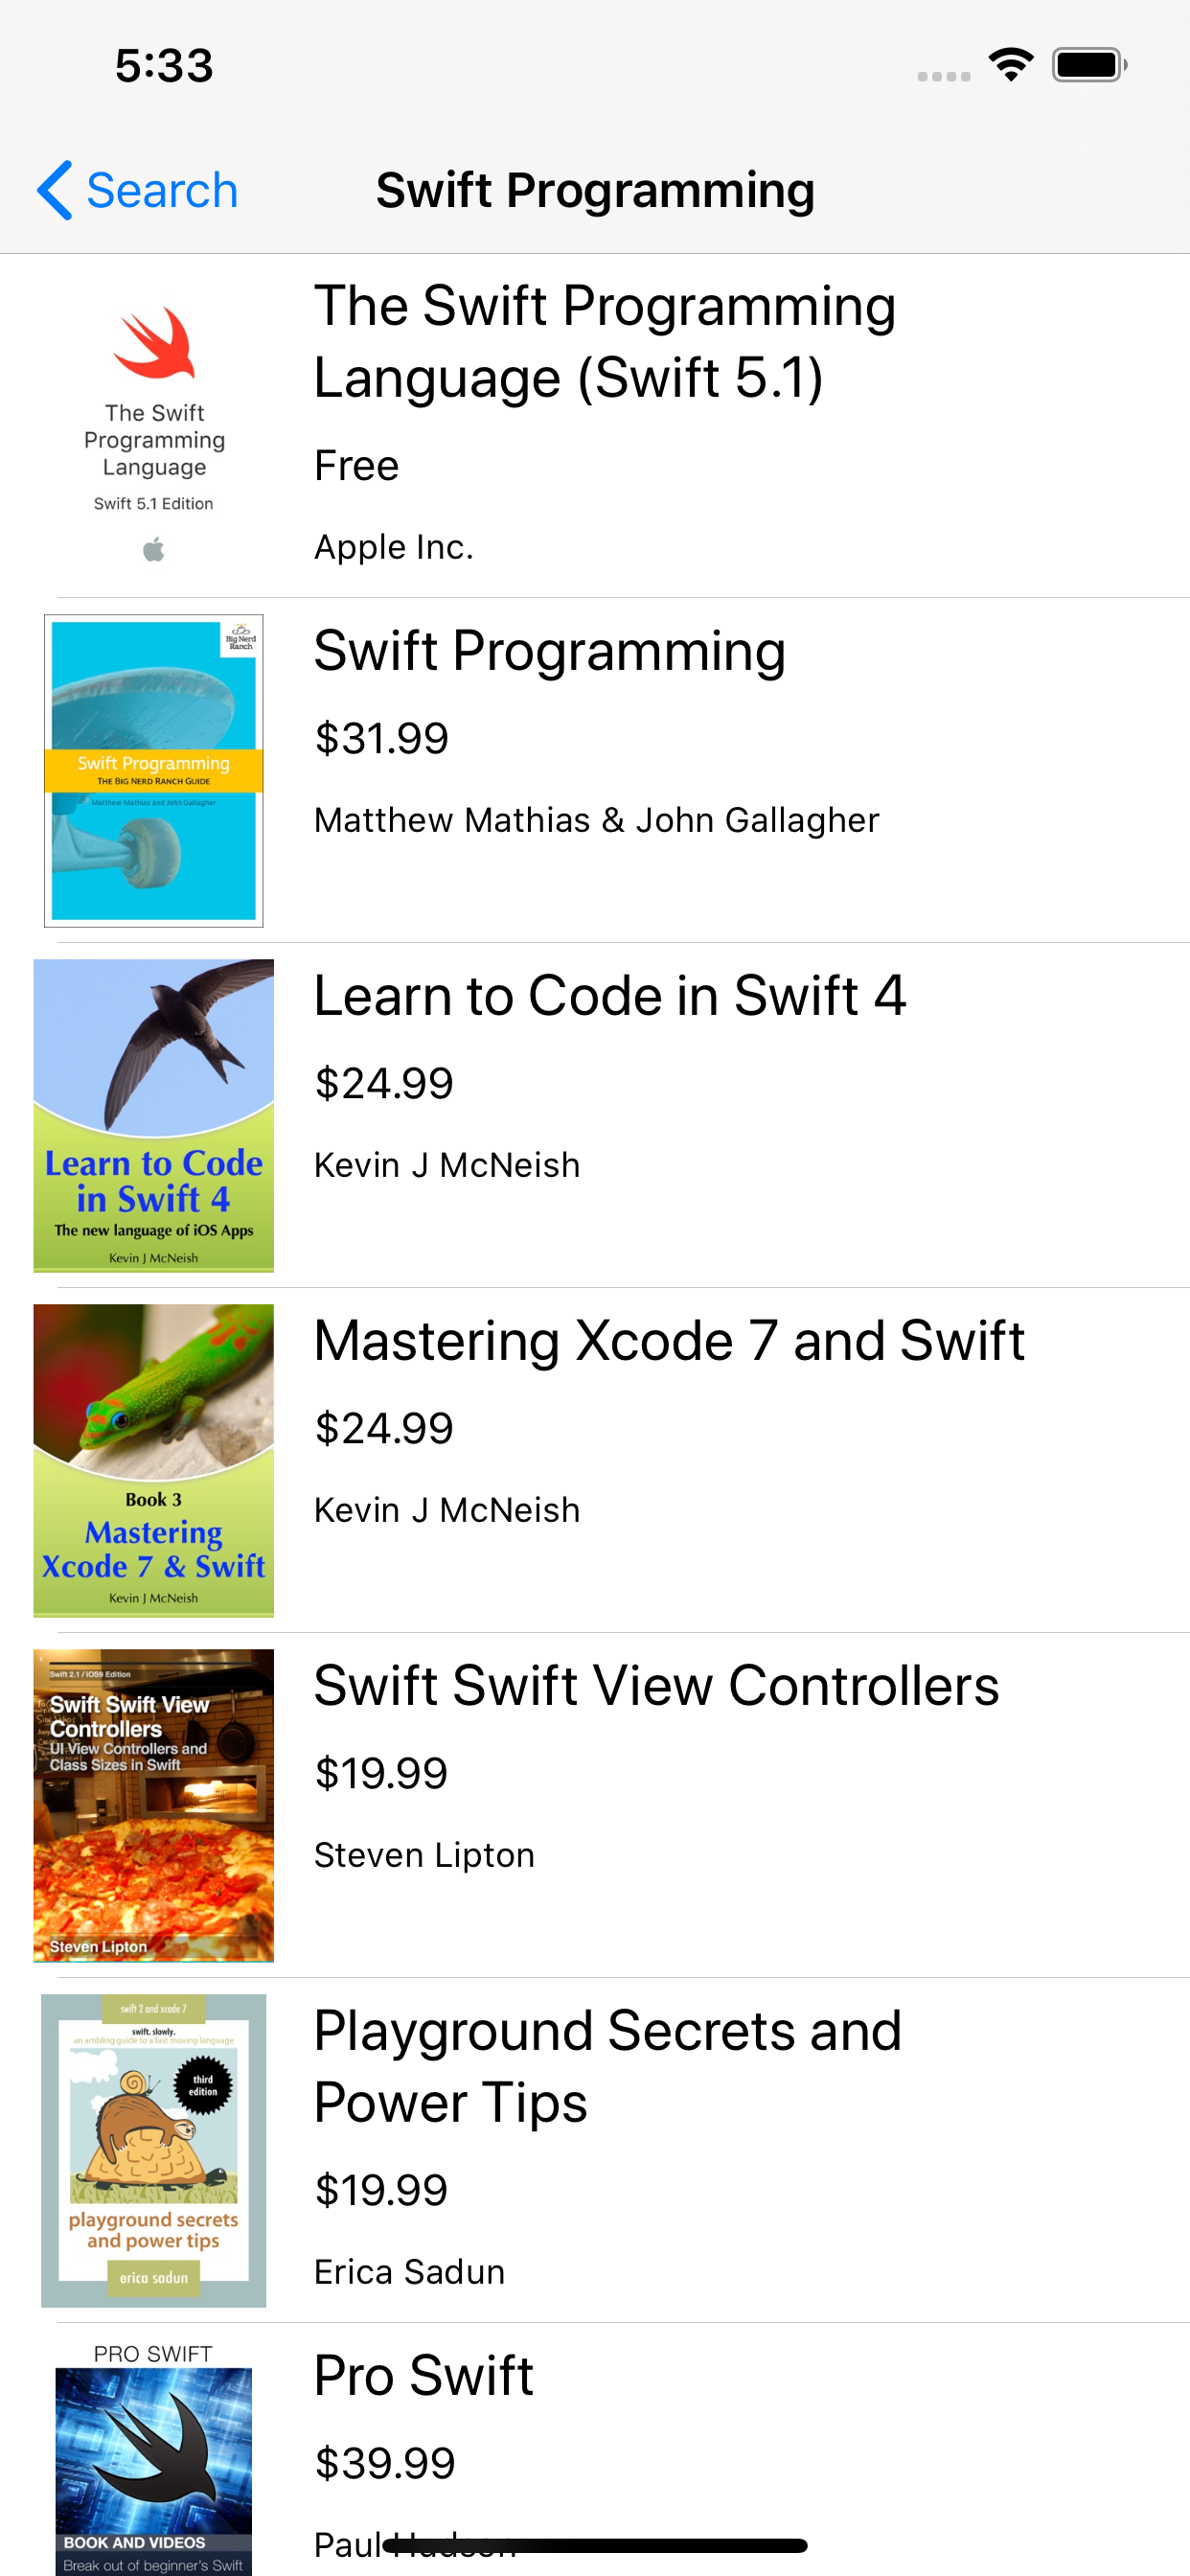 5:33
Search
Swift Programming
The Swift
Programming
Language
Swift 5.1 Edition
The Swift Programming
Language (Swift 5.1)
Free
Apple Inc.
Big Nerd
Ranch
Swift Programming
THE BIG NERD RANCH GUIDE
Matthew Mathias and John Gallagher
Swift Programming
$31.99
Matthew Mathias & John Gallagher
Learn to Code
in Swift 4
The new language of iOS Apps
Kevin J McNeish
Learn to Code in Swift 4
$24.99
Kevin J McNeish
Book 3
Mastering
Xcode 7 & Swift
Kevin J McNeish
Mastering Xcode 7 and Swift
$24.99
Kevin J McNeish
Swift 2.1 / iOS9 Edition
Swift Swift View
Controllers
UI View Controllers and
Class Sizes in Swift
Steven Lipton
Swift Swift View Controllers
$19.99
Steven Lipton
swift 2 and xcode 7
swift. slowly.
an ambling guide to a fast moving language
third
edition
playground secrets
and power tips
erica sadun
Playground Secrets and
Power Tips
$19.99
Erica Sadun
PRO SWIFT
BOOK AND VIDEOS
Break out of beginner's Swift
Pro Swift
$39.99
Paul Hudson